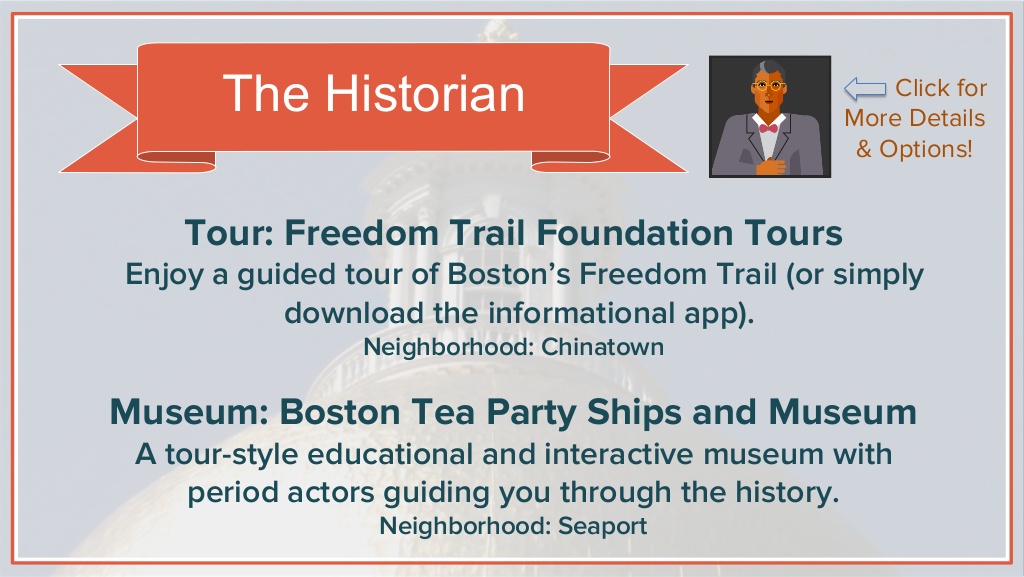 The Historian
Click for
More Details
& Options!
Tour: Freedom Trail Foundation Tours
Enjoy a guided tour of Boston’s Freedom Trail (or simply
download the informational app).
Neighborhood: Chinatown
Museum: Boston Tea Party Ships and Museum
A tour-style educational and interactive museum with
period actors guiding you through the history.
Neighborhood: Seaport